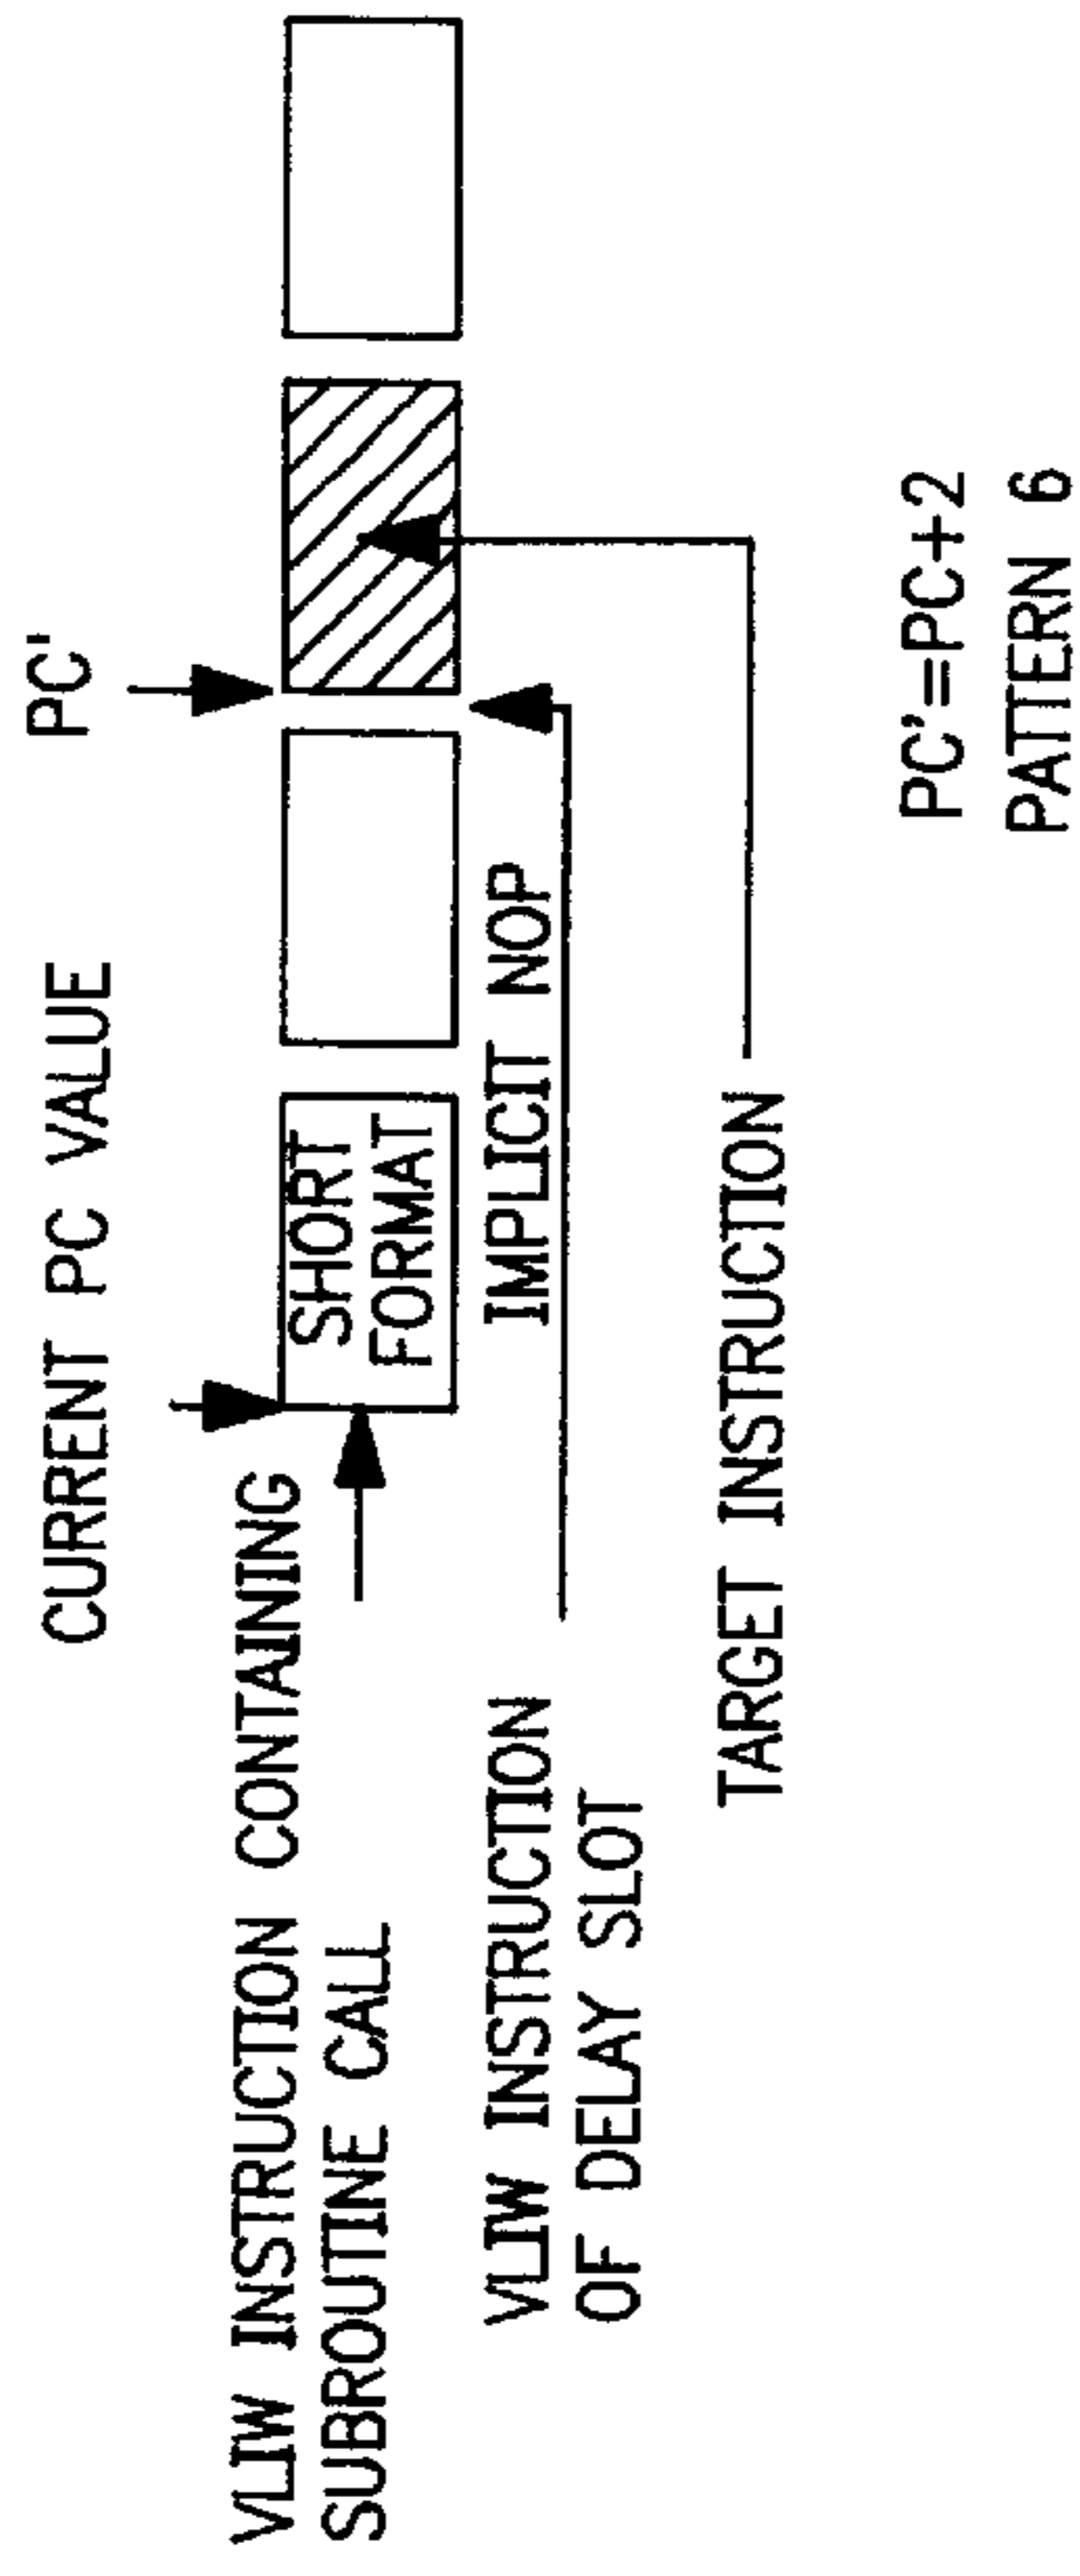 CURRENT PC VALUE
PC'
VLIW INSTRUCTION CONTAINING
SUBROUTINE CALL
SHORT
FORMAT
VLIW INSTRUCTION
OF DELAY SLOT
IMPLICIT NOP
TARGET INSTRUCTION
PC'=PC+2
PATTERN 6